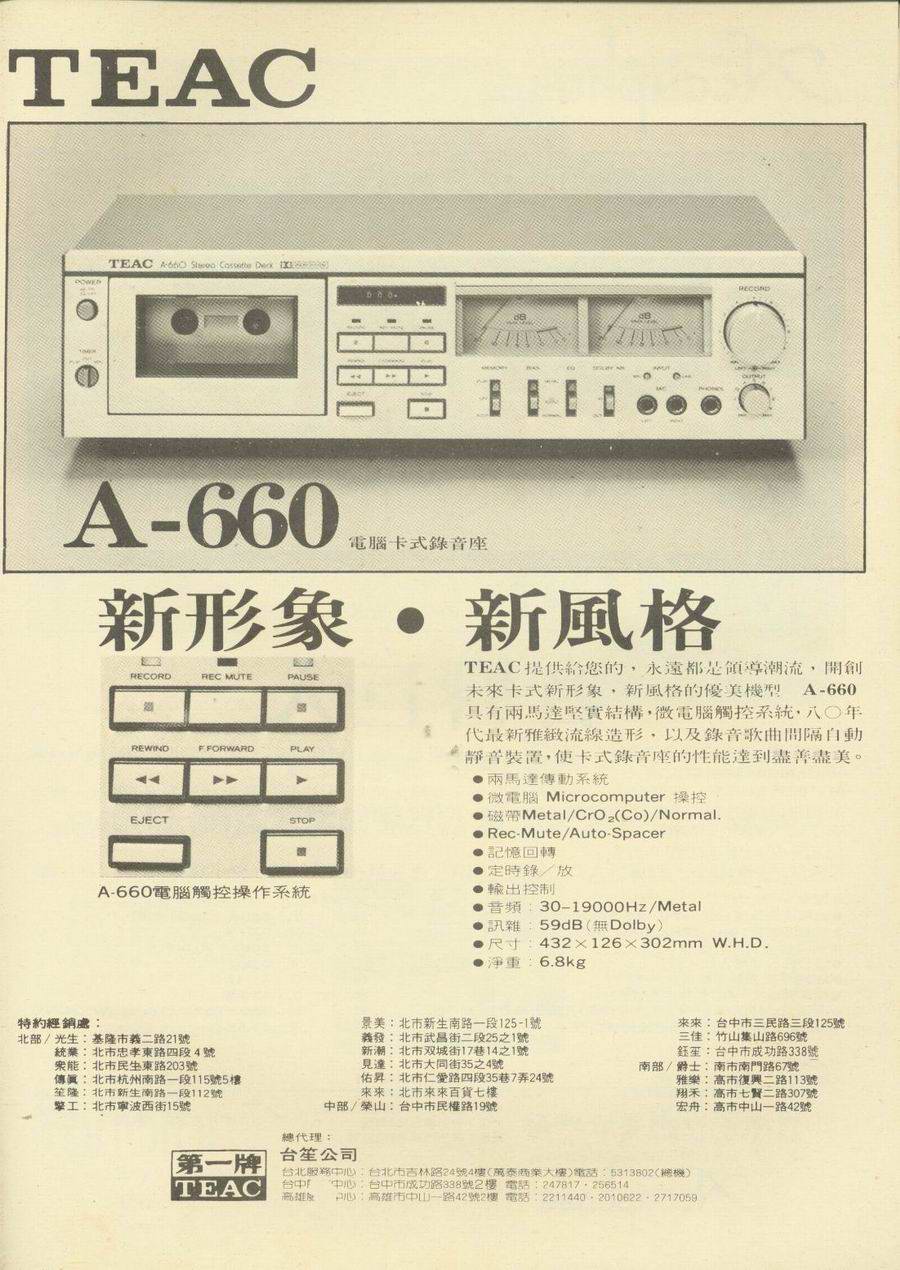 TEAC
TEAC A-660 Stereo Cassette Deck
POWER
RECORD
TIMER
dB
dB
EJECT
MEMORY BIAS EQ DOLBY NR INPUT
OUTPUT
MIC PHONES
LEFT RIGHT
A-660 電腦卡式錄音座
新形象・新風格
RECORD REC MUTE PAUSE
REWIND F.FORWARD PLAY
EJECT STOP
A-660電腦觸控操作系統
TEAC提供給您的，永遠都是領導潮流，開創
未來卡式新形象，新風格的優美機型 A-660
具有兩馬達堅實結構，微電腦觸控系統，八〇年
代最新雅緻流線造形，以及錄音歌曲間隔自動
靜音裝置，使卡式錄音座的性能達到盡善盡美。
●兩馬達傳動系統
●微電腦 Microcomputer 操控
●磁帶Metal/CrO₂(Co)/Normal.
●Rec-Mute/Auto-Spacer
●記憶回轉
●定時錄／放
●輸出控制
●音頻：30–19000Hz/Metal
●訊雜：59dB（無Dolby）
●尺寸：432×126×302mm W.H.D.
●淨重：6.8kg
特約經銷處：
北部／光生：基隆市義二路21號
統業：北市忠孝東路四段4號
衆能：北市民生東路203號
傳眞：北市杭州南路一段115號5樓
笙隆：北市新生南路一段112號
擎工：北市寧波西街15號
景美：北市新生南路一段125-1號
義發：北市武昌街二段25之1號
新潮：北市双城街17巷14之1號
見達：北市大同街35之4號
佑昇：北市仁愛路四段35巷7弄24號
來來：北市來來百貨七樓
中部／榮山：台中市民權路19號
來來：台中市三民路三段125號
三佳：竹山集山路696號
鈺笙：台中市成功路338號
南部／爵士：南市南門路67號
雅樂：高市復興二路113號
翔禾：高市七賢二路307號
宏舟：高市中山一路42號
第一牌
TEAC
總代理：
台笙公司
台北服務中心：台北市吉林路24號4樓(萬泰商業大樓)電話：5313802(總機)
台中 中心：台中市成功路338號2樓 電話：247817・256514
高雄 中心：高雄市中山一路42號2樓 電話：2211440・2010622・2717059